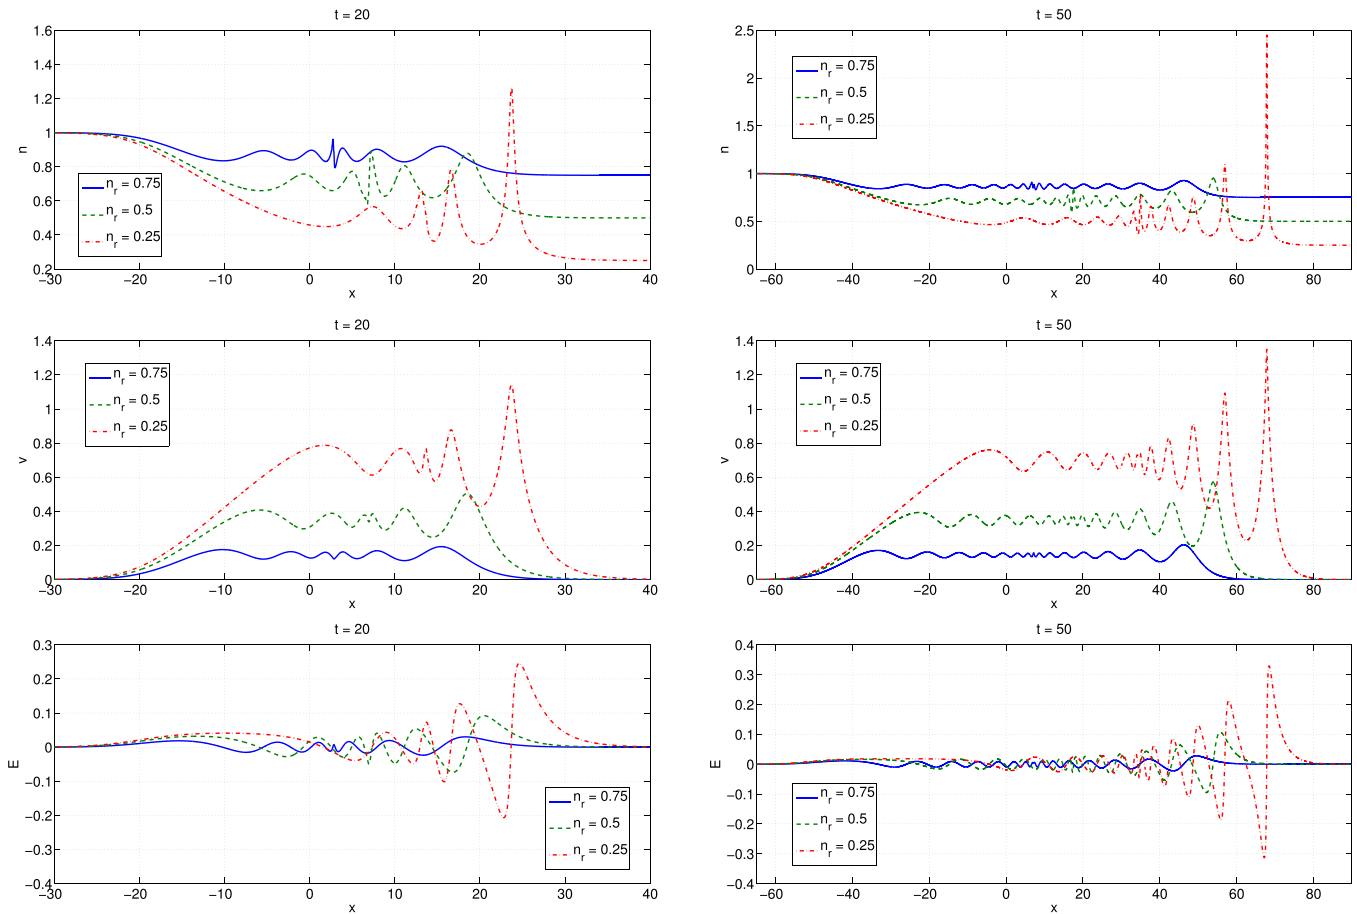 t = 20
1.6
1.4
1.2
1
0.8
0.6
0.4
0.2
n
n_r = 0.75
n_r = 0.5
n_r = 0.25
−30 −20 −10 0 10 20 30 40
x
t = 50
2.5
2
1.5
1
0.5
0
n
n_r = 0.75
n_r = 0.5
n_r = 0.25
−60 −40 −20 0 20 40 60 80
x
t = 20
1.4
1.2
1
0.8
0.6
0.4
0.2
0
v
n_r = 0.75
n_r = 0.5
n_r = 0.25
−30 −20 −10 0 10 20 30 40
x
t = 50
1.4
1.2
1
0.8
0.6
0.4
0.2
0
v
n_r = 0.75
n_r = 0.5
n_r = 0.25
−60 −40 −20 0 20 40 60 80
x
t = 20
0.3
0.2
0.1
0
−0.1
−0.2
−0.3
−0.4
E
n_r = 0.75
n_r = 0.5
n_r = 0.25
−30 −20 −10 0 10 20 30 40
x
t = 50
0.4
0.3
0.2
0.1
0
−0.1
−0.2
−0.3
−0.4
E
n_r = 0.75
n_r = 0.5
n_r = 0.25
−60 −40 −20 0 20 40 60 80
x